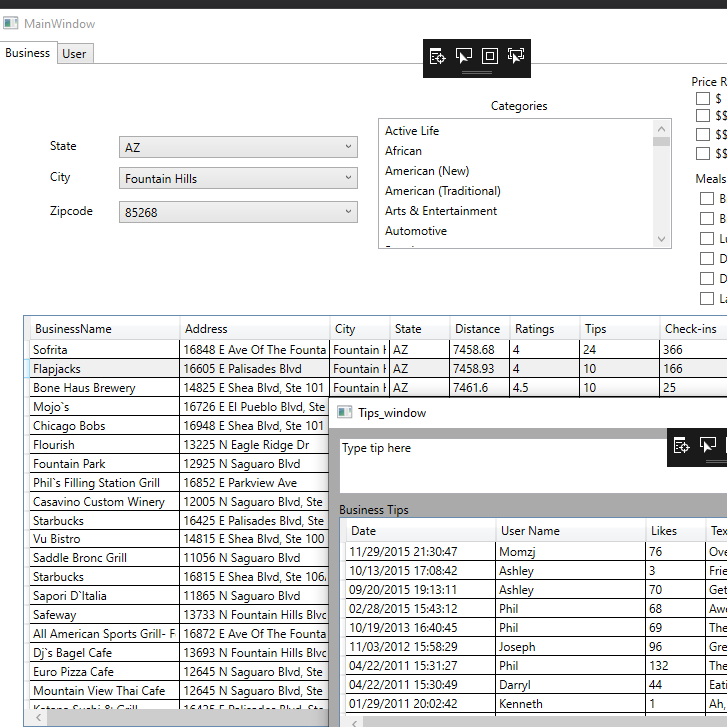 MainWindow
Business User
Price R
Categories
$
$$
$$
$$
State AZ
City Fountain Hills
Zipcode 85268
Active Life
African
American (New)
American (Traditional)
Arts & Entertainment
Automotive
Meals
B
B
Lu
D
D
La
BusinessName Address City State Distance Ratings Tips Check-ins
Sofrita 16848 E Ave Of The Founta Fountain H AZ 7458.68 4 24 366
Flapjacks 16605 E Palisades Blvd Fountain H AZ 7458.93 4 10 166
Bone Haus Brewery 14825 E Shea Blvd, Ste 101 Fountain H AZ 7461.6 4.5 10 25
Mojo`s 16726 E El Pueblo Blvd, Ste
Chicago Bobs 16948 E Shea Blvd, Ste 101
Flourish 13225 N Eagle Ridge Dr
Fountain Park 12925 N Saguaro Blvd
Phil`s Filling Station Grill 16852 E Parkview Ave
Casavino Custom Winery 12005 N Saguaro Blvd, Ste
Starbucks 16425 E Palisades Blvd, Ste
Vu Bistro 14815 E Shea Blvd, Ste 100
Saddle Bronc Grill 11056 N Saguaro Blvd
Starbucks 16815 E Shea Blvd, Ste 106
Sapori D`Italia 11865 N Saguaro Blvd
Safeway 13733 N Fountain Hills Blvd
All American Sports Grill- F 16872 E Ave Of The Founta
Dj`s Bagel Cafe 13693 N Fountain Hills Blvd
Euro Pizza Cafe 12645 N Saguaro Blvd, Ste
Mountain View Thai Cafe 12645 N Saguaro Blvd, Ste
Tips_window
Type tip here
Business Tips
Date User Name Likes Tex
11/29/2015 21:30:47 Momzj 76 Ove
10/13/2015 17:08:42 Ashley 3 Frie
09/20/2015 19:13:11 Ashley 70 Get
02/28/2015 15:43:12 Phil 68 Awe
10/19/2013 16:40:45 Phil 69 The
11/03/2012 15:58:29 Joseph 96 Gre
04/22/2011 15:31:27 Phil 132 The
04/22/2011 15:30:49 Darryl 44 Eati
01/29/2011 20:02:42 Kenneth 1 Ah,